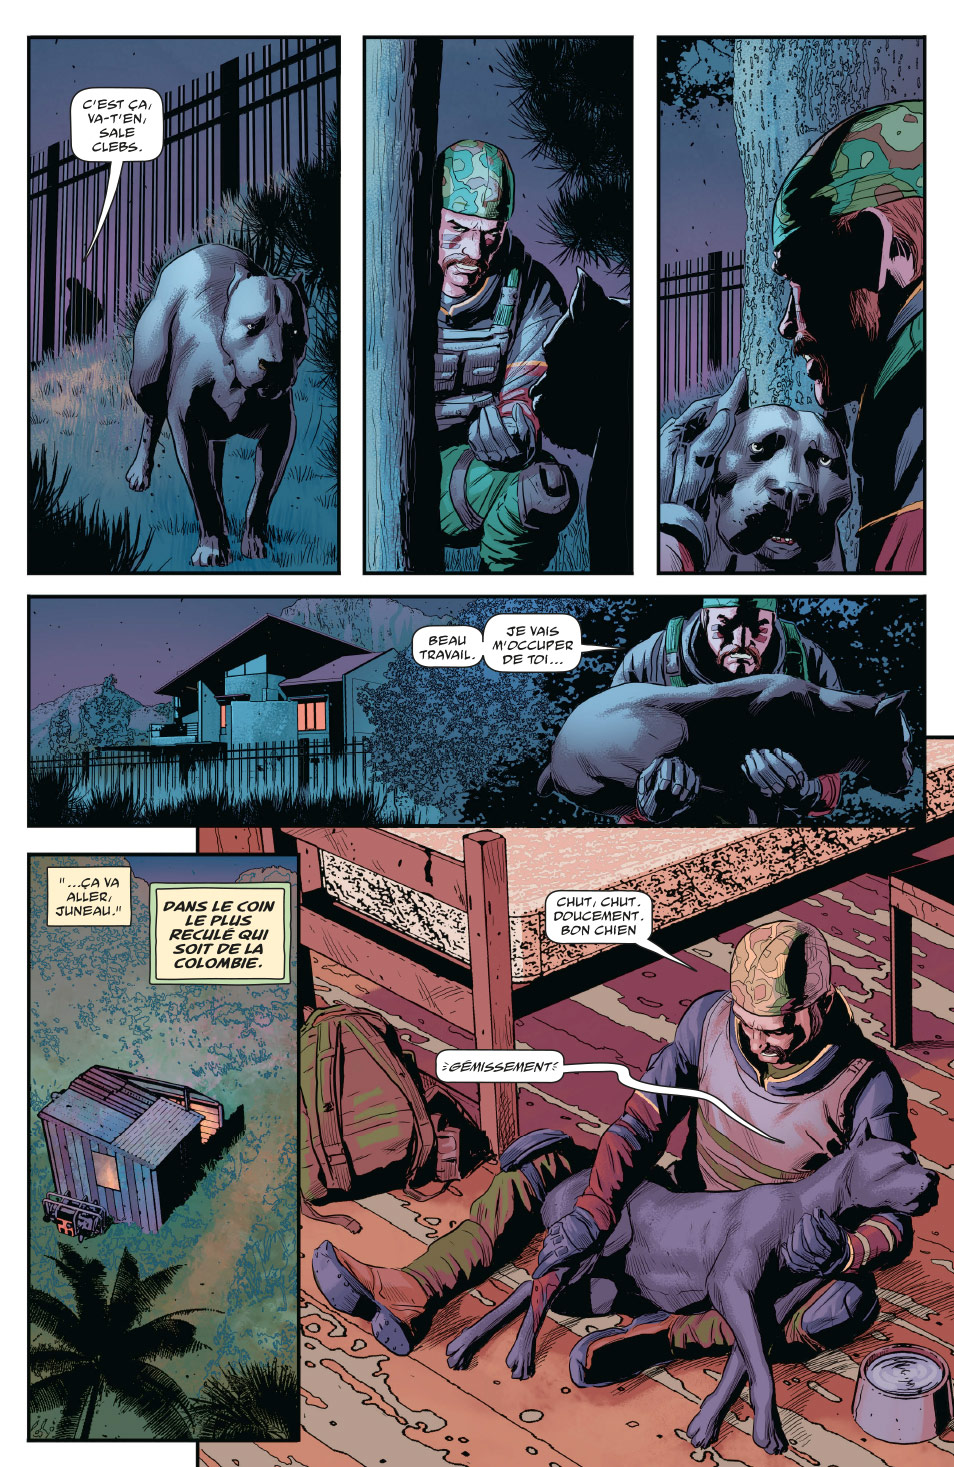 C'EST ÇA,
VA-T'EN,
SALE
CLEBS.
BEAU
TRAVAIL.
JE VAIS
M'OCCUPER
DE TOI...
"...ÇA VA
ALLER,
JUNEAU."
DANS LE COIN
LE PLUS
RECULÉ QUI
SOIT DE LA
COLOMBIE.
CHUT, CHUT.
DOUCEMENT.
BON CHIEN
GÉMISSEMENT